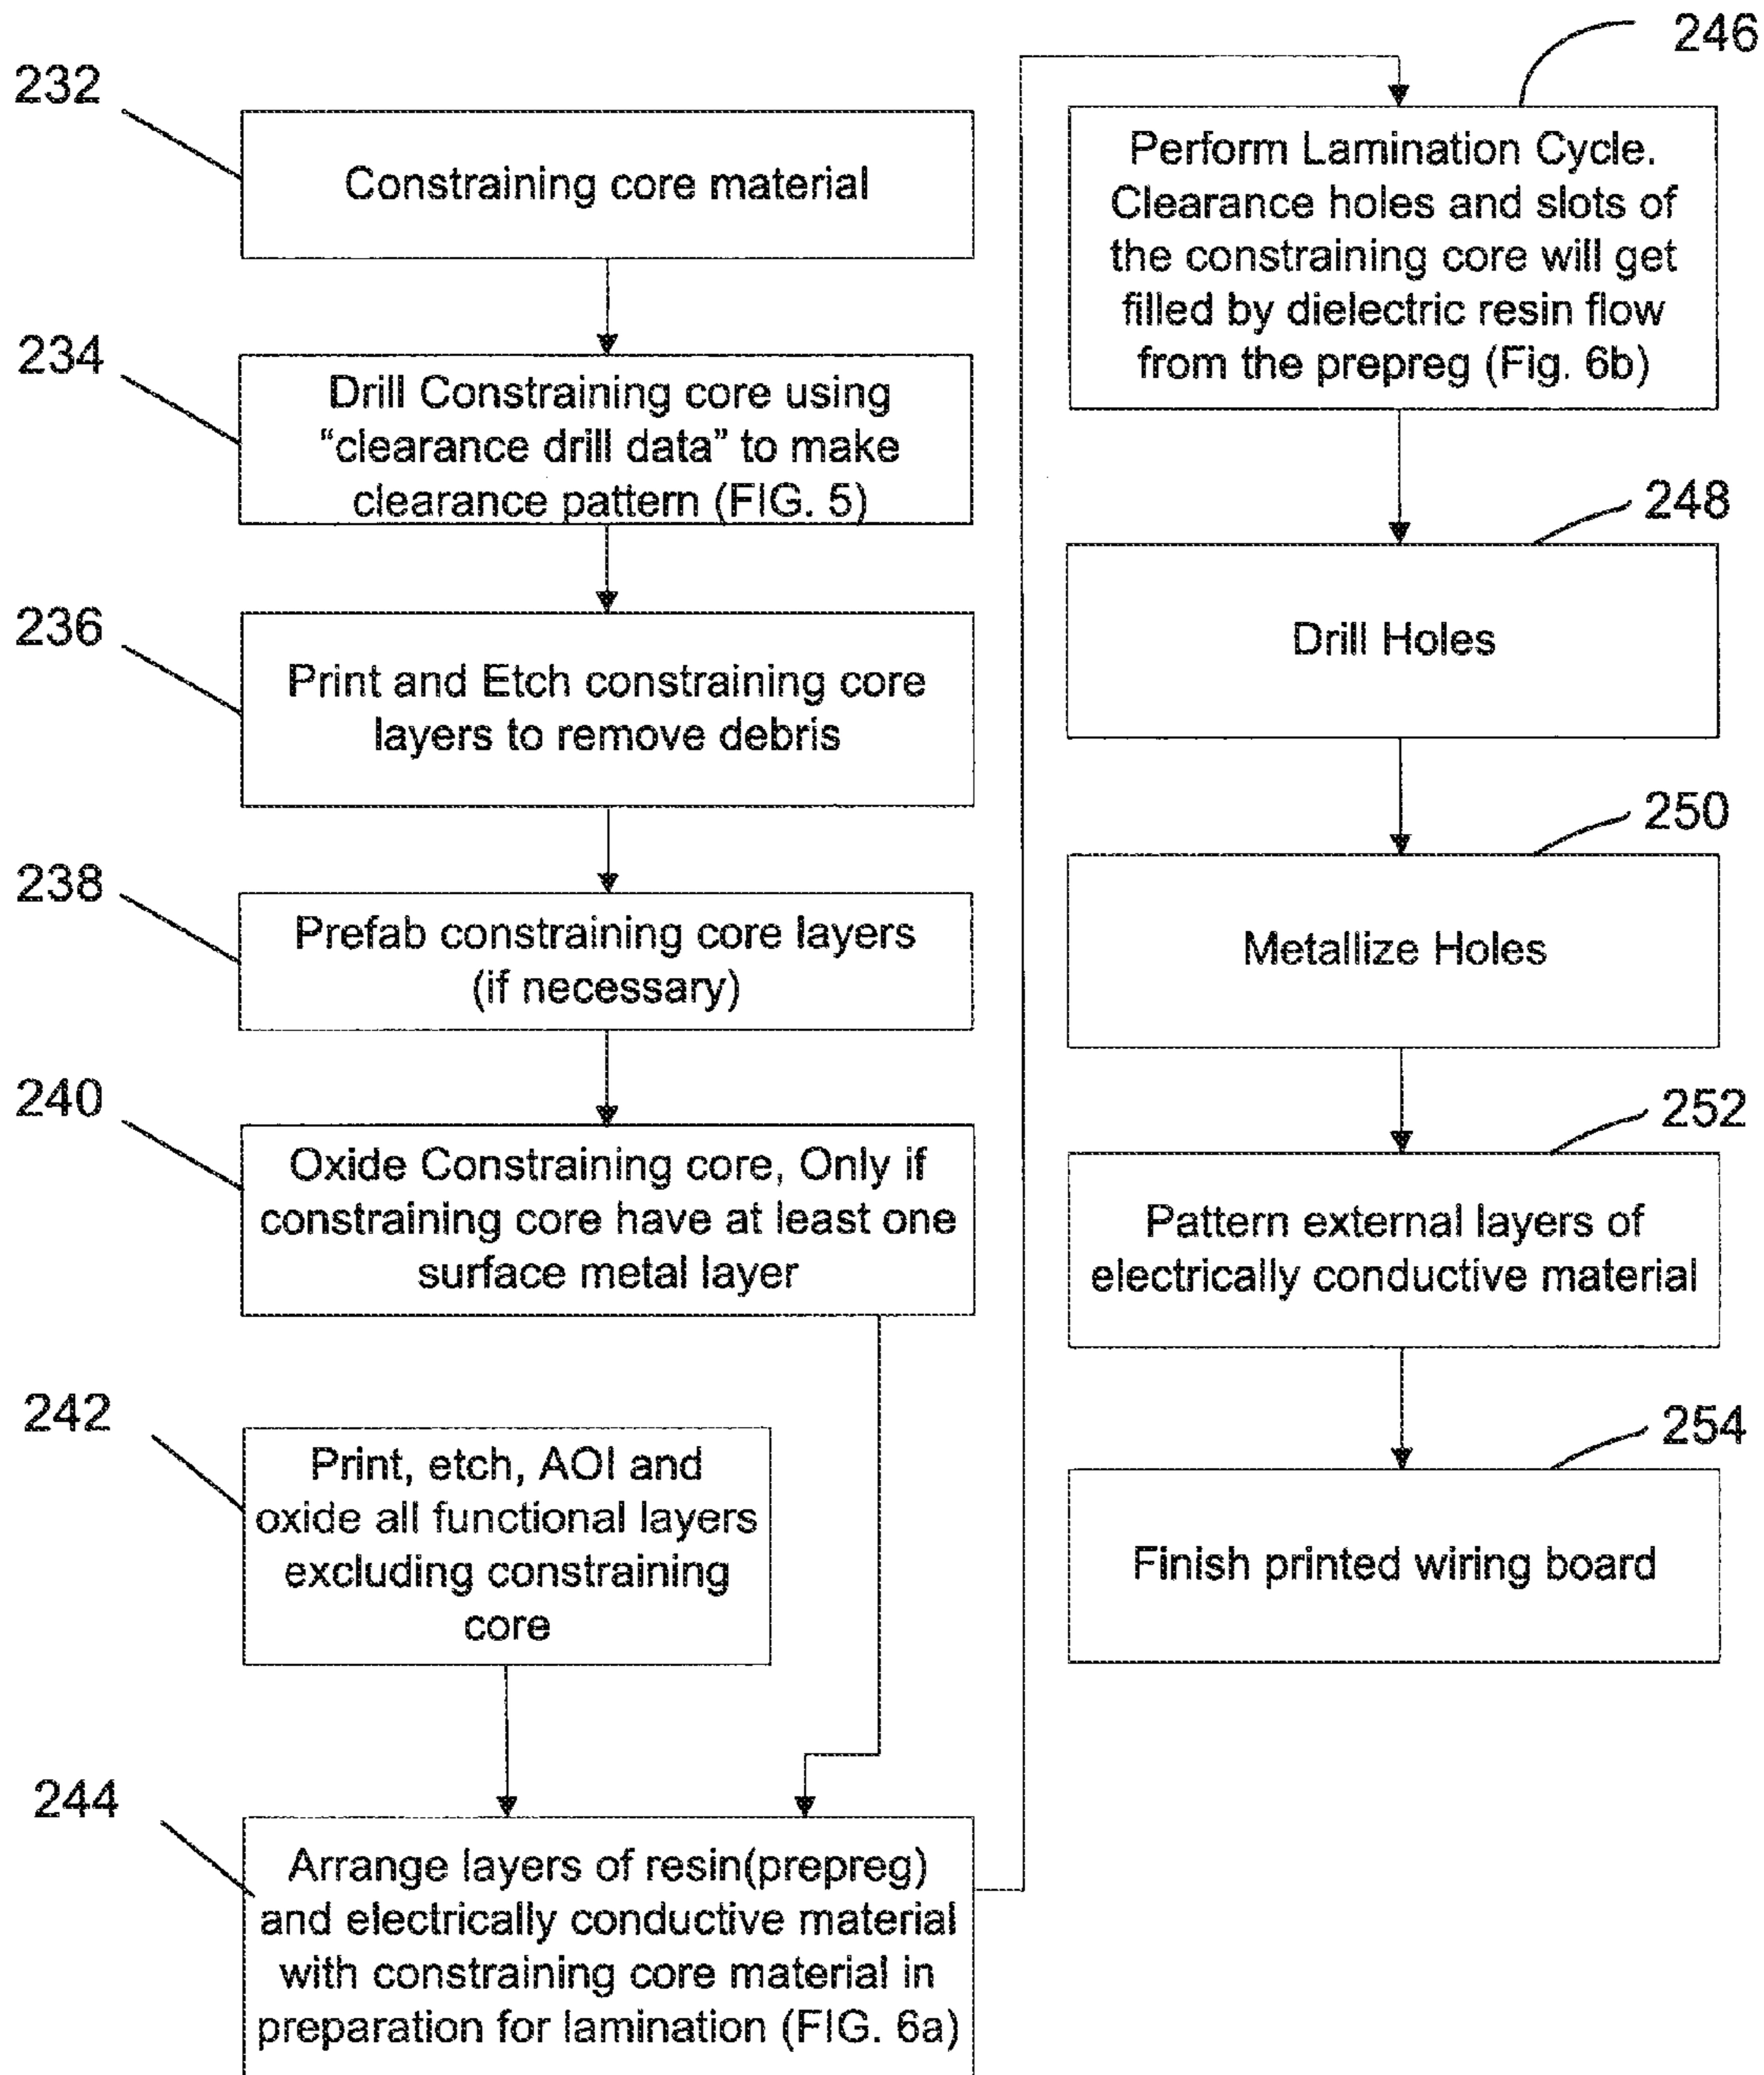 232
Constraining core material
234
Drill Constraining core using
“clearance drill data” to make
clearance pattern (FIG. 5)
236
Print and Etch constraining core
layers to remove debris
238
Prefab constraining core layers
(if necessary)
240
Oxide Constraining core, Only if
constraining core have at least one
surface metal layer
242
Print, etch, AOI and
oxide all functional layers
excluding constraining
core
244
Arrange layers of resin(prepreg)
and electrically conductive material
with constraining core material in
preparation for lamination (FIG. 6a)
246
Perform Lamination Cycle.
Clearance holes and slots of
the constraining core will get
filled by dielectric resin flow
from the prepreg (Fig. 6b)
248
Drill Holes
250
Metallize Holes
252
Pattern external layers of
electrically conductive material
254
Finish printed wiring board